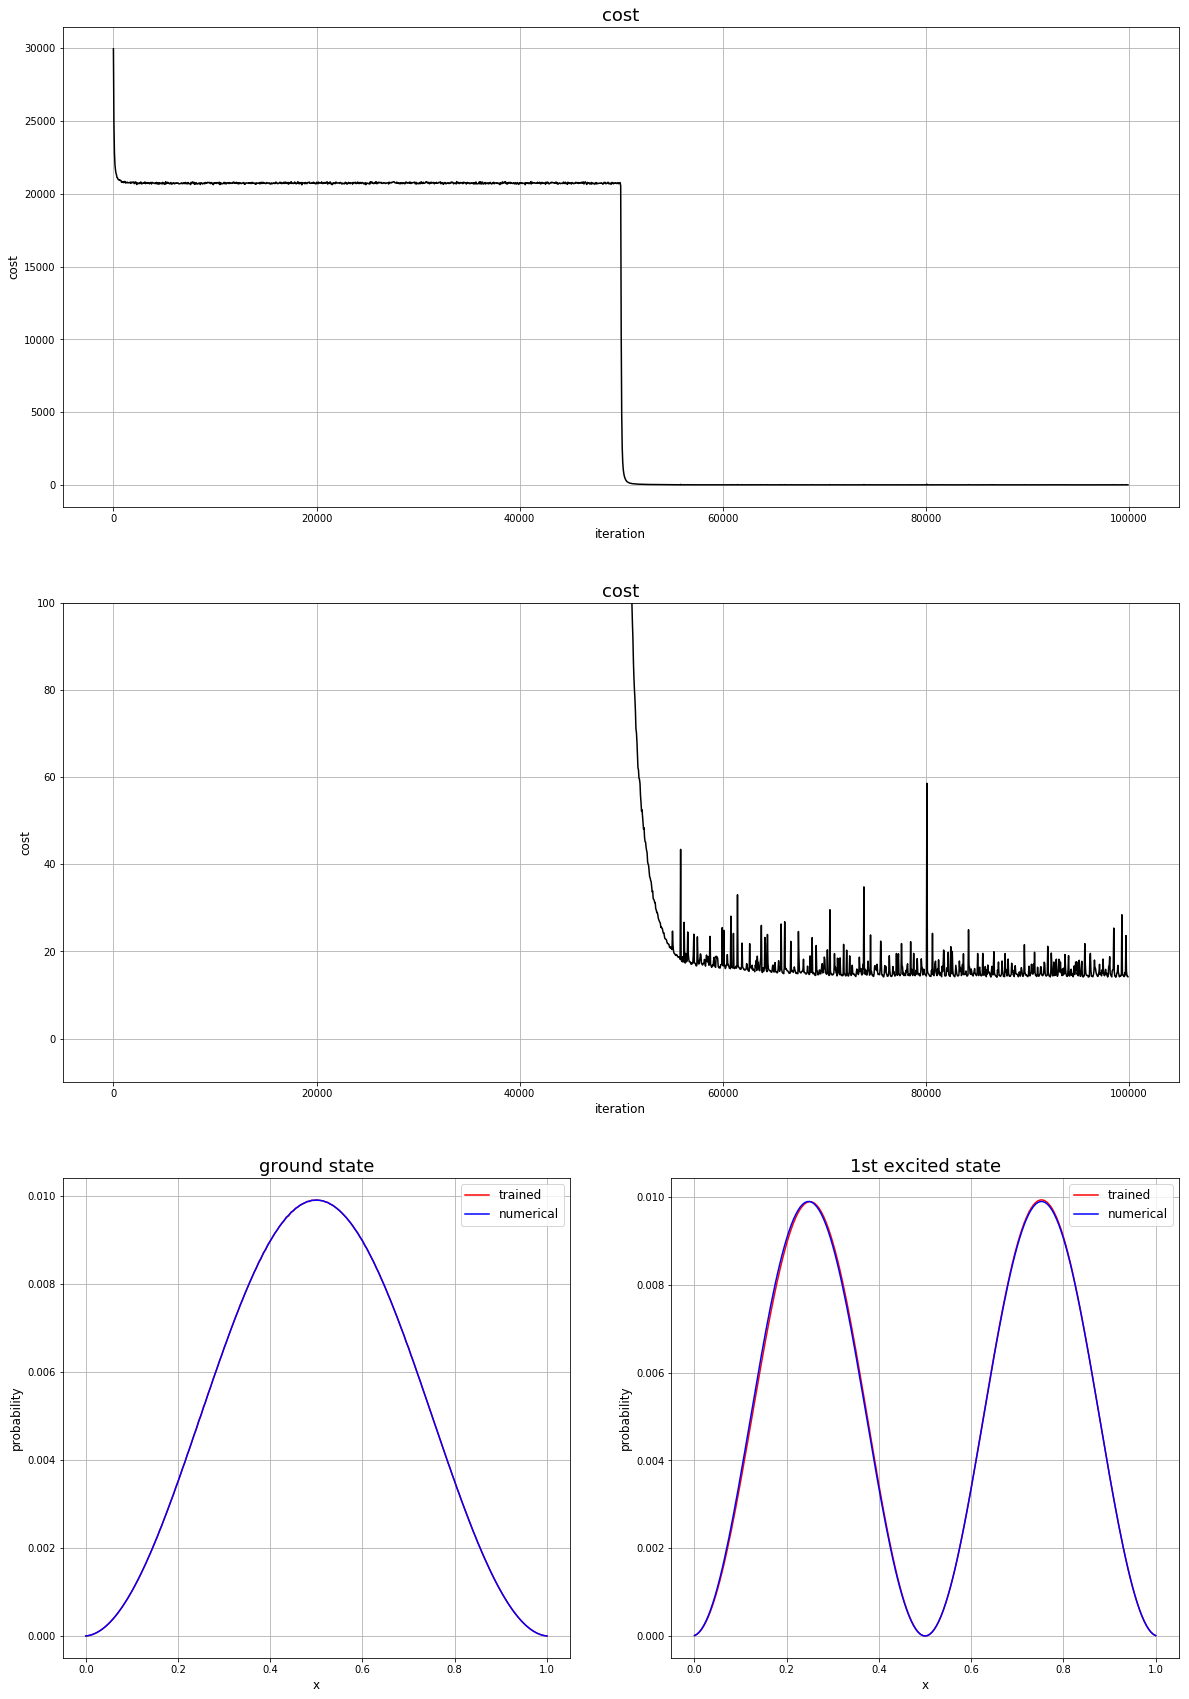 cost
30000
25000
20000
15000
10000
5000
0
cost
0 20000 40000 60000 80000 100000
iteration
cost
100
80
60
40
20
0
cost
0 20000 40000 60000 80000 100000
iteration
ground state
trained
numerical
0.010
0.008
0.006
0.004
0.002
0.000
probability
0.0 0.2 0.4 0.6 0.8 1.0
x
1st excited state
trained
numerical
0.010
0.008
0.006
0.004
0.002
0.000
probability
0.0 0.2 0.4 0.6 0.8 1.0
x